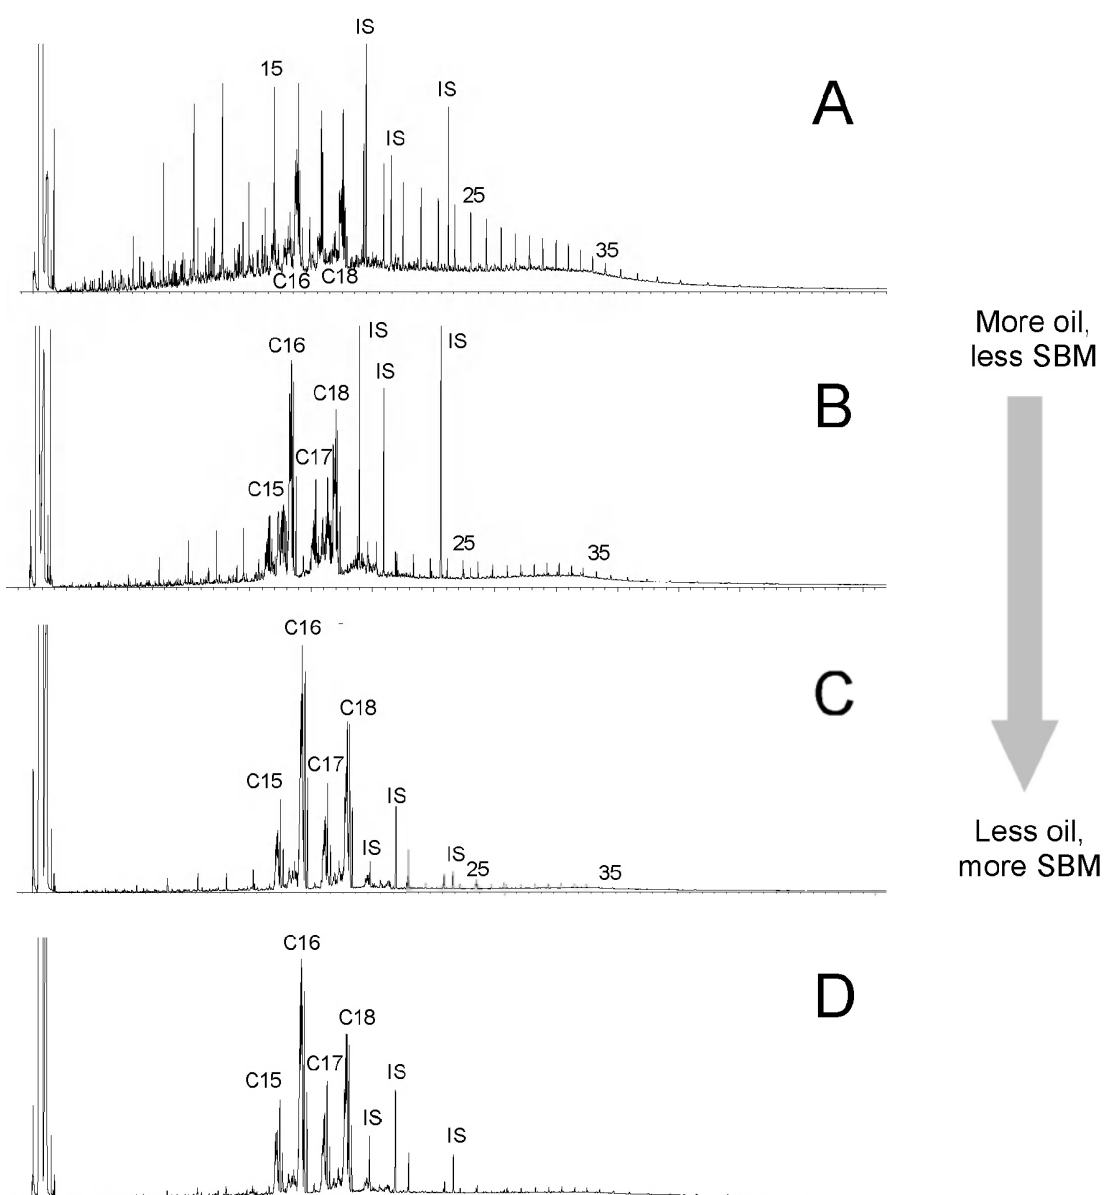 IS
15
IS
IS
A
25
35
C16
C18
More oil,
less SBM
IS
C16
IS
IS
C18
B
C17
C15
25
35
C16
C
C18
C17
C15
IS
IS
IS
25
35
Less oil,
more SBM
C16
D
C18
C17
C15
IS
IS
IS